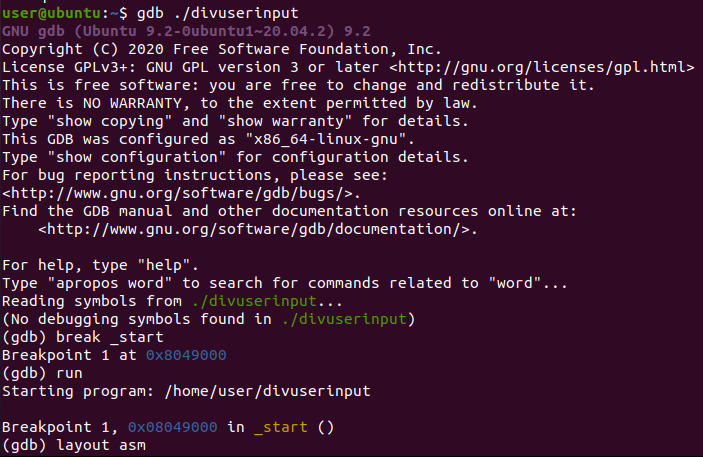 user@ubuntu:~$ gdb ./divuserinput
GNU gdb (Ubuntu 9.2-0ubuntu1~20.04.2) 9.2
Copyright (C) 2020 Free Software Foundation, Inc.
License GPLv3+: GNU GPL version 3 or later <http://gnu.org/licenses/gpl.html>
This is free software: you are free to change and redistribute it.
There is NO WARRANTY, to the extent permitted by law.
Type "show copying" and "show warranty" for details.
This GDB was configured as "x86_64-linux-gnu".
Type "show configuration" for configuration details.
For bug reporting instructions, please see:
<http://www.gnu.org/software/gdb/bugs/>.
Find the GDB manual and other documentation resources online at:
    <http://www.gnu.org/software/gdb/documentation/>.

For help, type "help".
Type "apropos word" to search for commands related to "word"...
Reading symbols from ./divuserinput...
(No debugging symbols found in ./divuserinput)
(gdb) break _start
Breakpoint 1 at 0x8049000
(gdb) run
Starting program: /home/user/divuserinput

Breakpoint 1, 0x08049000 in _start ()
(gdb) layout asm